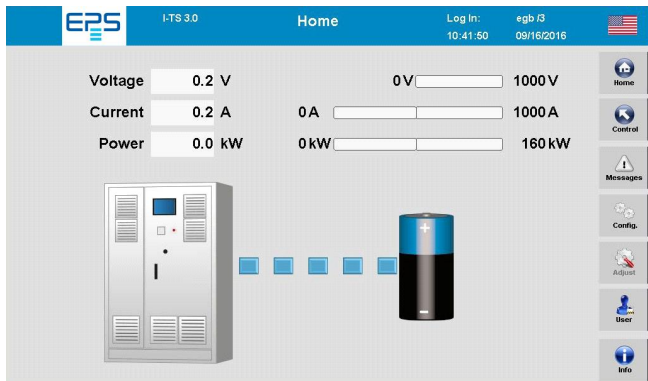 EPS
I-TS 3.0
Home
Log In:
egb /3
10:41:50
09/16/2016
Voltage 0.2 V
0 V 1000 V
Current 0.2 A
0 A 1000 A
Power 0.0 kW
0 kW 160 kW
Home
Control
Messages
Config.
Adjust
User
Info
+
-